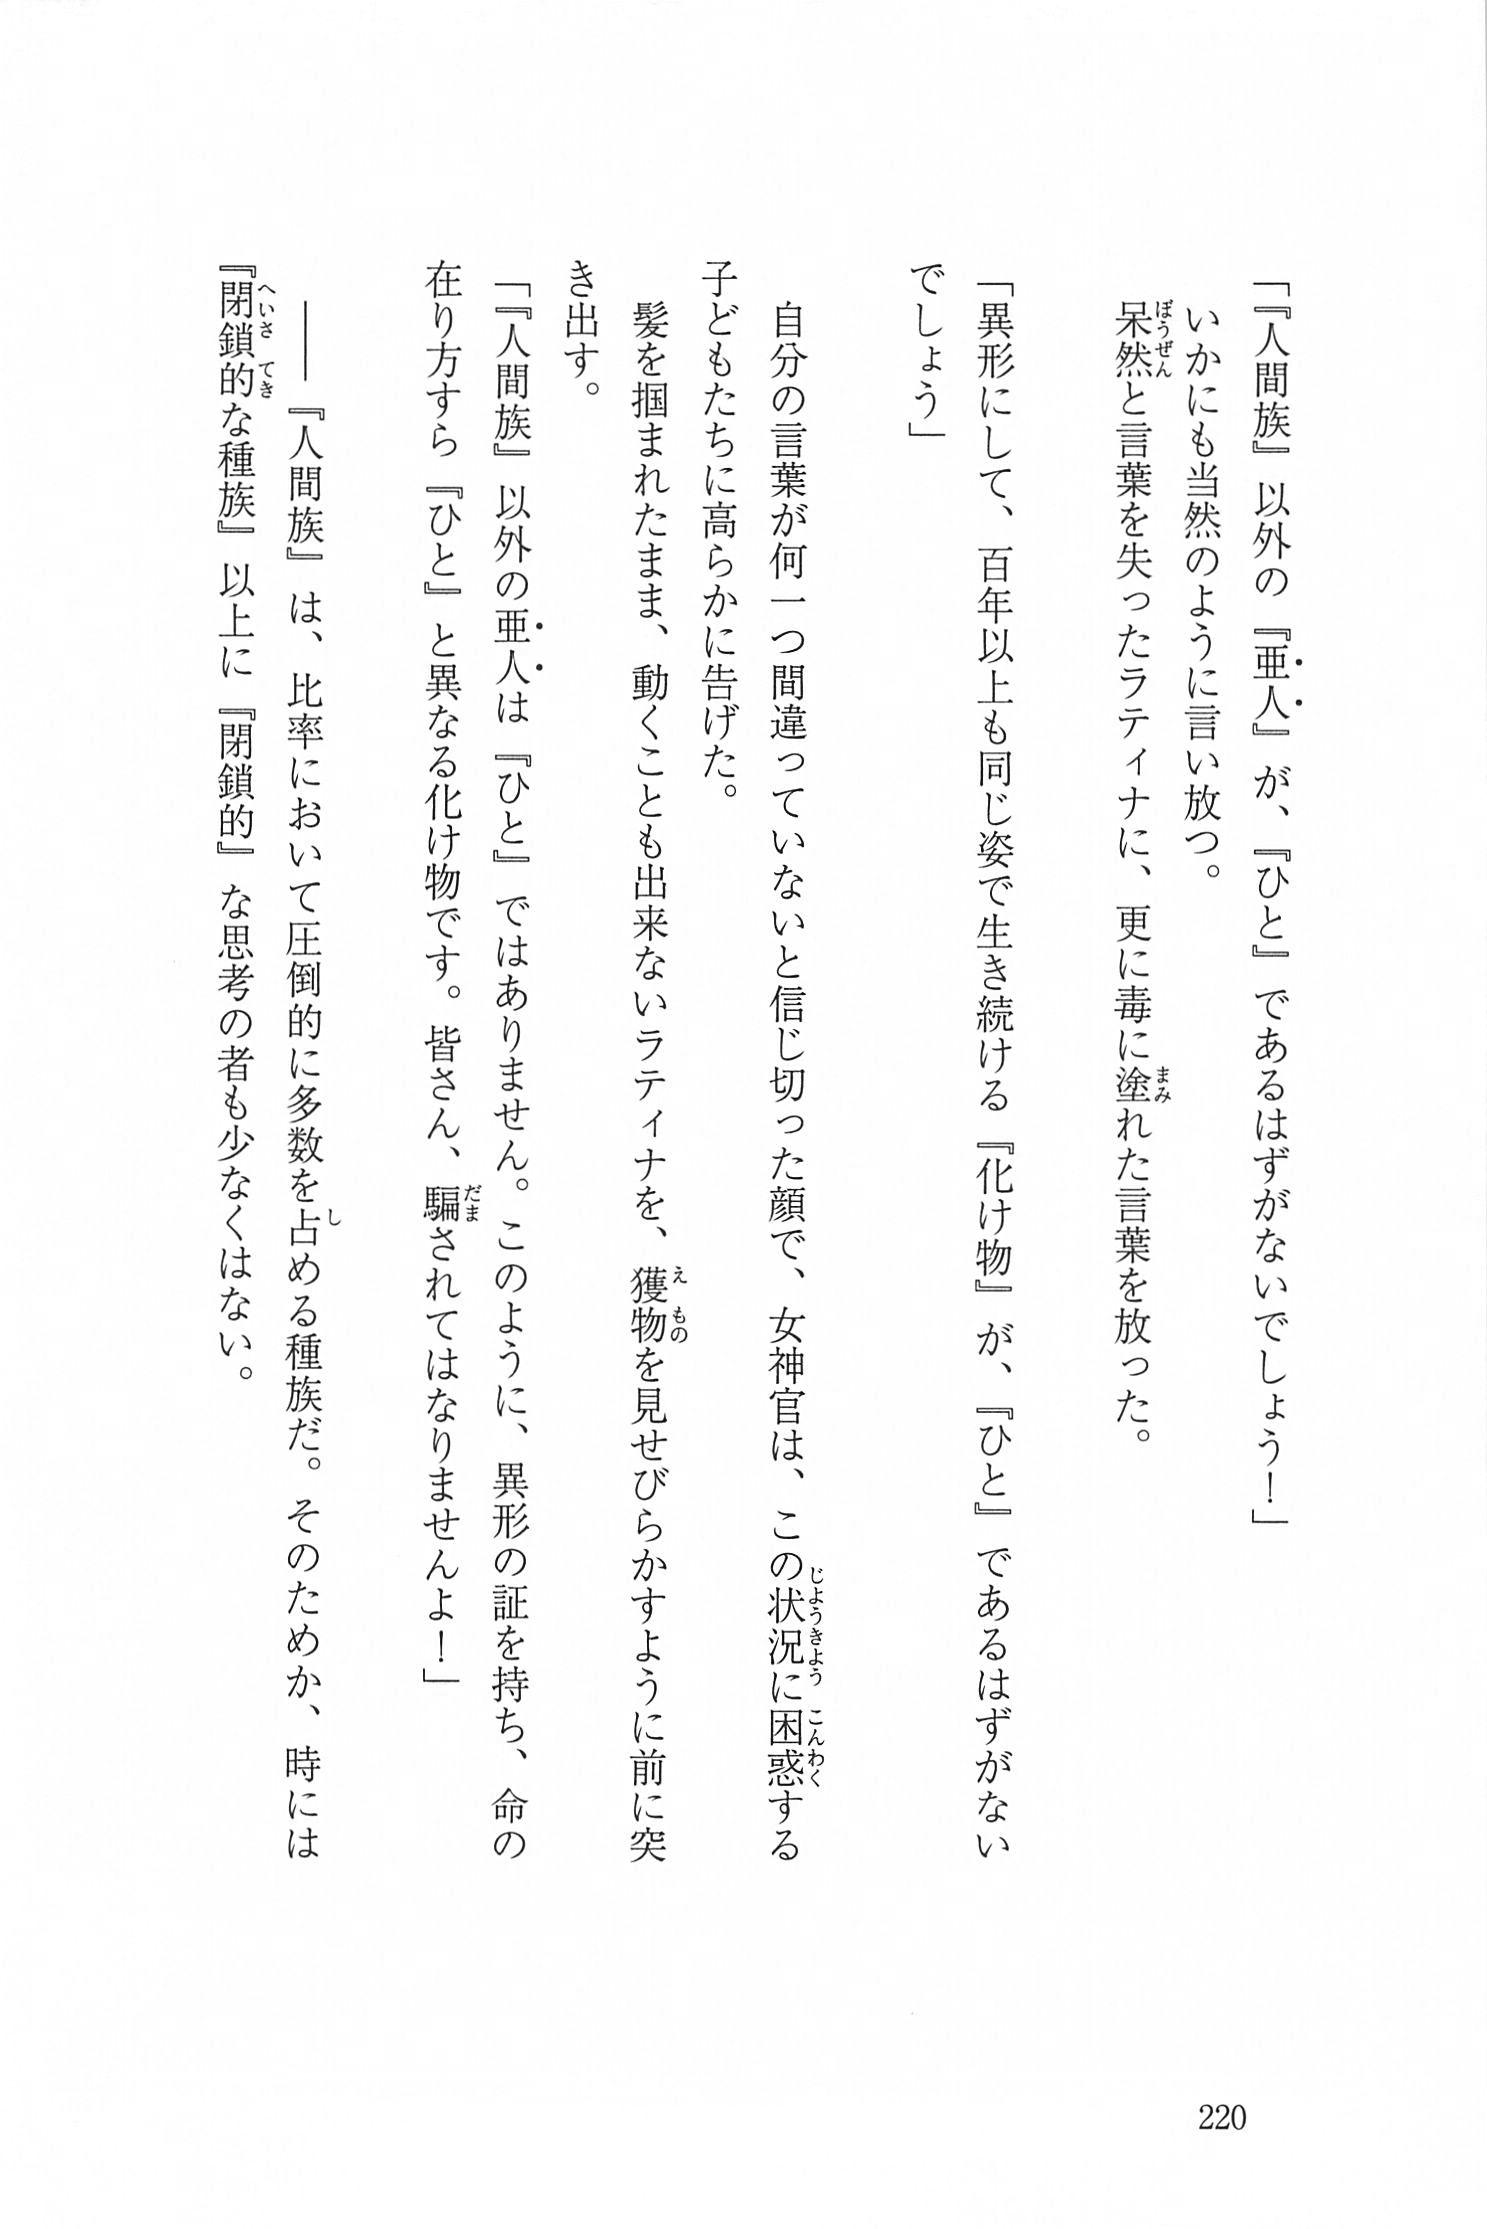 「『人間族』以外の『亜人』が、『ひと』であるはずがないでしょう！」
いかにも当然のように言い放つ。
呆然と言葉を失ったラティナに、更に毒に塗れた言葉を放った。
「異形にして、百年以上も同じ姿で生き続ける『化け物』が、『ひと』であるはずがない
でしょう」
自分の言葉が何一つ間違っていないと信じ切った顔で、女神官は、この状況に困惑する
子どもたちに高らかに告げた。
髪を掴まれたまま、動くことも出来ないラティナを、獲物を見せびらかすように前に突
き出す。
「『人間族』以外の亜人は『ひと』ではありません。このように、異形の証を持ち、命の
在り方すら『ひと』と異なる化け物です。皆さん、騙されてはなりませんよ！」
――『人間族』は、比率において圧倒的に多数を占める種族だ。そのためか、時には
『閉鎖的な種族』以上に『閉鎖的』な思考の者も少なくはない。
220